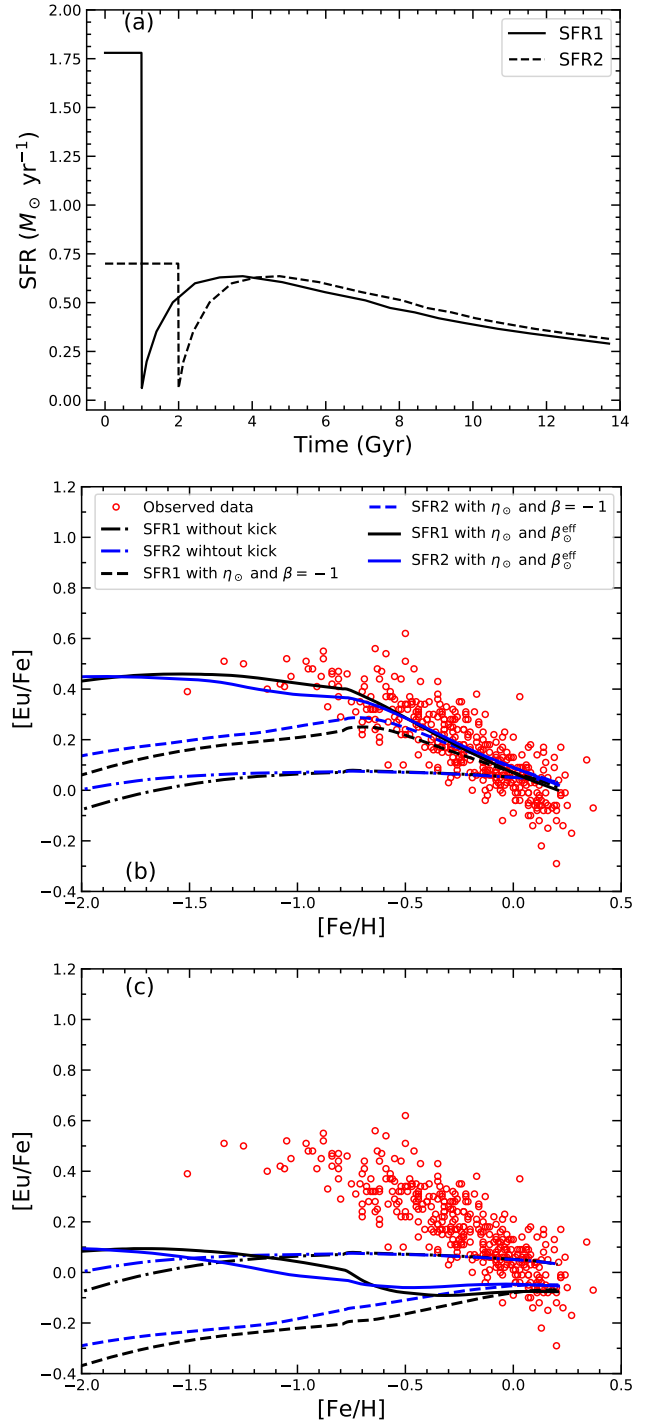 (a)
SFR1
SFR2
2.00
1.75
1.50
1.25
1.00
0.75
0.50
0.25
0.00
SFR (M⊙ yr⁻¹)
0 2 4 6 8 10 12 14
Time (Gyr)
Observed data
SFR1 without kick
SFR2 wihtout kick
SFR1 with η⊙ and β = −1
SFR2 with η⊙ and β = −1
SFR1 with η⊙ and β⊙ᵉᶠᶠ
SFR2 with η⊙ and β⊙ᵉᶠᶠ
1.2
1.0
0.8
0.6
0.4
0.2
0.0
−0.2
−0.4
[Eu/Fe]
(b)
−2.0 −1.5 −1.0 −0.5 0.0 0.5
[Fe/H]
(c)
1.2
1.0
0.8
0.6
0.4
0.2
0.0
−0.2
−0.4
[Eu/Fe]
−2.0 −1.5 −1.0 −0.5 0.0 0.5
[Fe/H]